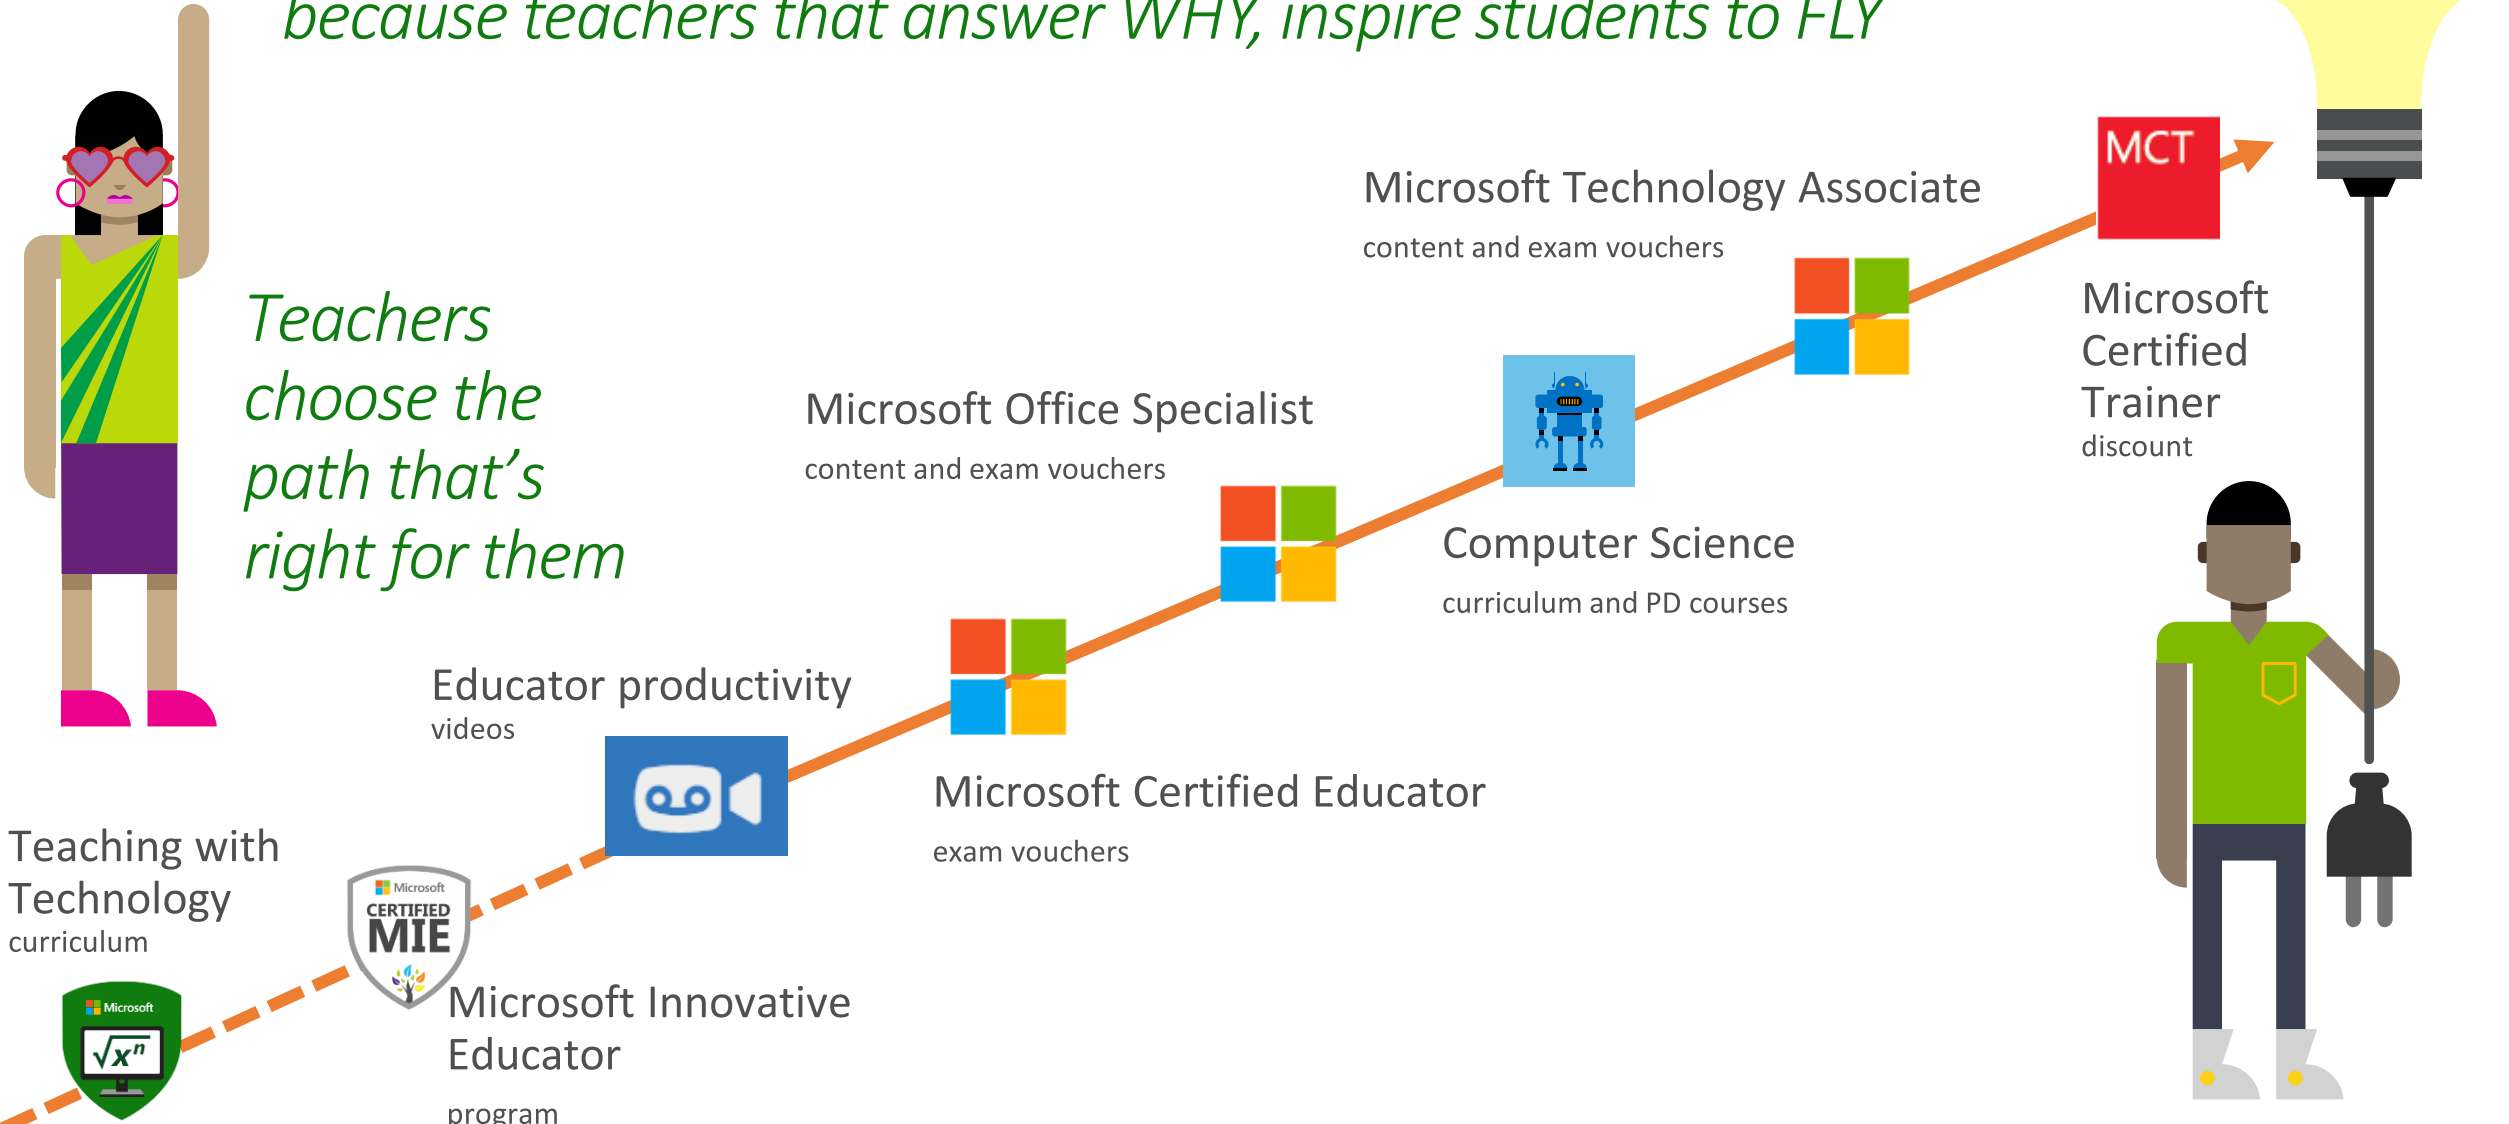 because teachers that answer WHY, inspire students to FLY
MCT
Microsoft Technology Associate
content and exam vouchers
Microsoft
Certified
Trainer
discount
Teachers
choose the
path that’s
right for them
Microsoft Office Specialist
content and exam vouchers
Computer Science
curriculum and PD courses
Educator productivity
videos
Microsoft Certified Educator
exam vouchers
Teaching with
Technology
curriculum
Microsoft
CERTIFIED
MIE
Microsoft Innovative
Educator
program
Microsoft
√xⁿ